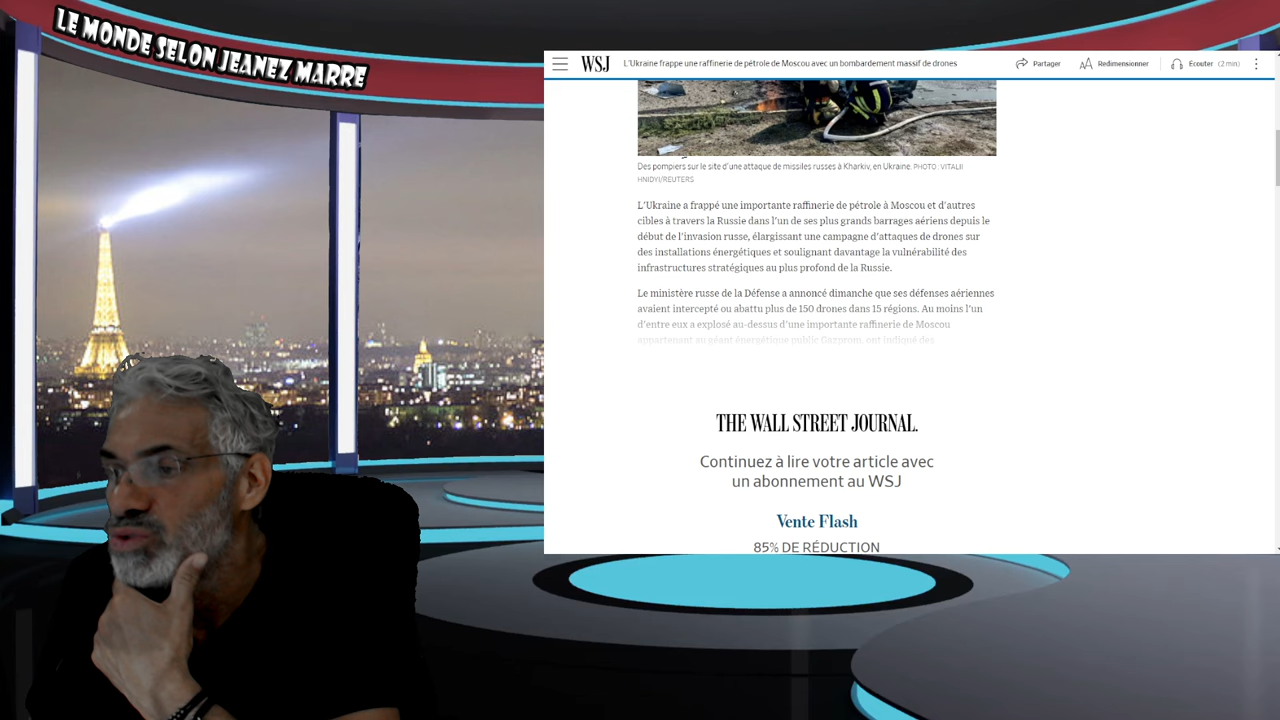 LE MONDE SELON JEANEZ MARRE
WSJ
L'Ukraine frappe une raffinerie de pétrole de Moscou avec un bombardement massif de drones
Partager
Redimensionner
Ecouter (2 min)
Des pompiers sur le site d'une attaque de missiles russes à Kharkiv, en Ukraine. PHOTO : VITALII
HNIDYI/REUTERS
L'Ukraine a frappé une importante raffinerie de pétrole à Moscou et d'autres
cibles à travers la Russie dans l'un de ses plus grands barrages aériens depuis le
début de l'invasion russe, élargissant une campagne d'attaques de drones sur
des installations énergétiques et soulignant davantage la vulnérabilité des
infrastructures stratégiques au plus profond de la Russie.
Le ministère russe de la Défense a annoncé dimanche que ses défenses aériennes
avaient intercepté ou abattu plus de 150 drones dans 15 régions. Au moins l'un
d'entre eux a explosé au-dessus d'une importante raffinerie de Moscou
appartenant au géant énergétique public Gazprom, ont indiqué des
THE WALL STREET JOURNAL.
Continuez à lire votre article avec
un abonnement au WSJ
Vente Flash
85% DE RÉDUCTION